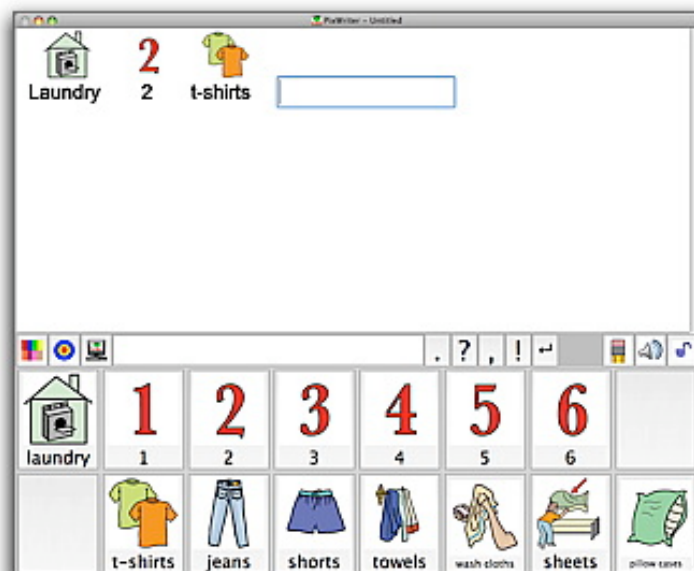 PixWriter - Untitled
2
Laundry 2 t-shirts
. ? , ! ↵
1 2 3 4 5 6
laundry 1 2 3 4 5 6
t-shirts jeans shorts towels wash cloths sheets pillow cases